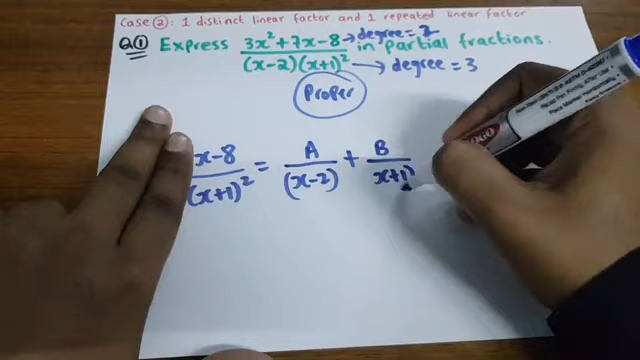 Case ②: 1 distinct linear factor and 1 repeated linear factor
Q① Express 3x²+7x-8 / (x-2)(x+1)² in Partial fractions.
→ degree = 2
→ degree = 3
Proper
x-8 / (x+1)² = A / (x-2) + B / x+1